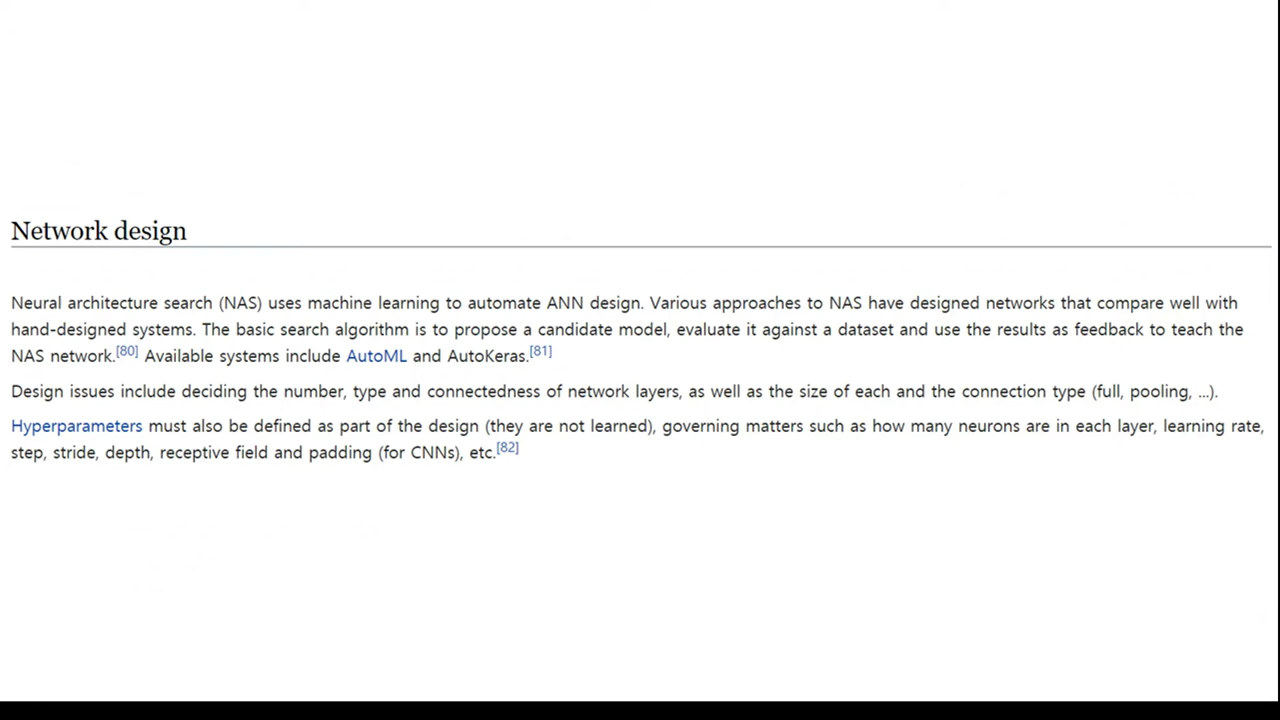 Network design
Neural architecture search (NAS) uses machine learning to automate ANN design. Various approaches to NAS have designed networks that compare well with
hand-designed systems. The basic search algorithm is to propose a candidate model, evaluate it against a dataset and use the results as feedback to teach the
NAS network.[80] Available systems include AutoML and AutoKeras.[81]
Design issues include deciding the number, type and connectedness of network layers, as well as the size of each and the connection type (full, pooling, ...).
Hyperparameters must also be defined as part of the design (they are not learned), governing matters such as how many neurons are in each layer, learning rate,
step, stride, depth, receptive field and padding (for CNNs), etc.[82]